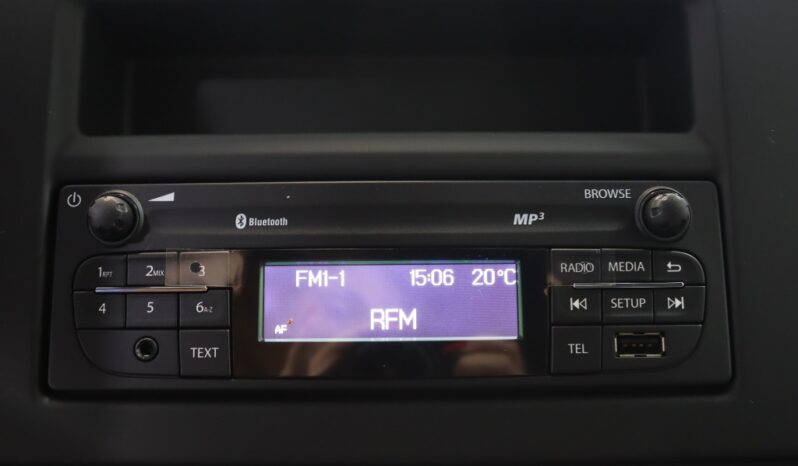 BROWSE
Bluetooth
MP3
1RPT 2MIX 3
RADIO MEDIA
FM1-1 15:06 20°C
4 5 6A-Z
SETUP
AF RFM
TEXT
TEL